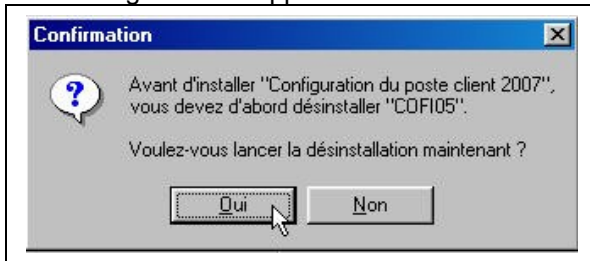 Confirmation
Avant d'installer "Configuration du poste client 2007",
vous devez d'abord désinstaller "COFI05".
Voulez-vous lancer la désinstallation maintenant ?
Oui
Non